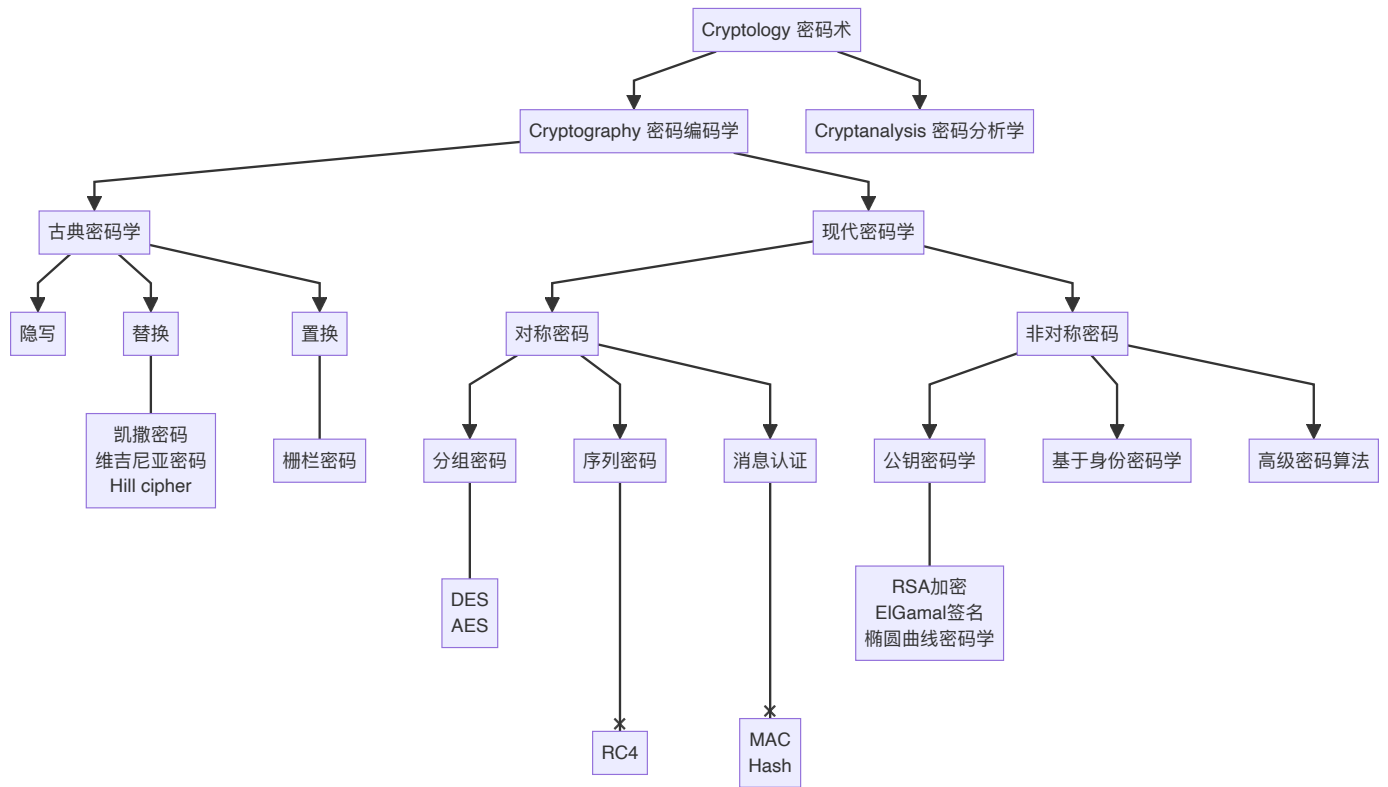 Cryptology 密码术
Cryptography 密码编码学
Cryptanalysis 密码分析学
古典密码学
现代密码学
隐写
替换
置换
对称密码
非对称密码
凯撒密码
维吉尼亚密码
Hill cipher
栅栏密码
分组密码
序列密码
消息认证
公钥密码学
基于身份密码学
高级密码算法
DES
AES
RSA加密
ElGamal签名
椭圆曲线密码学
RC4
MAC
Hash